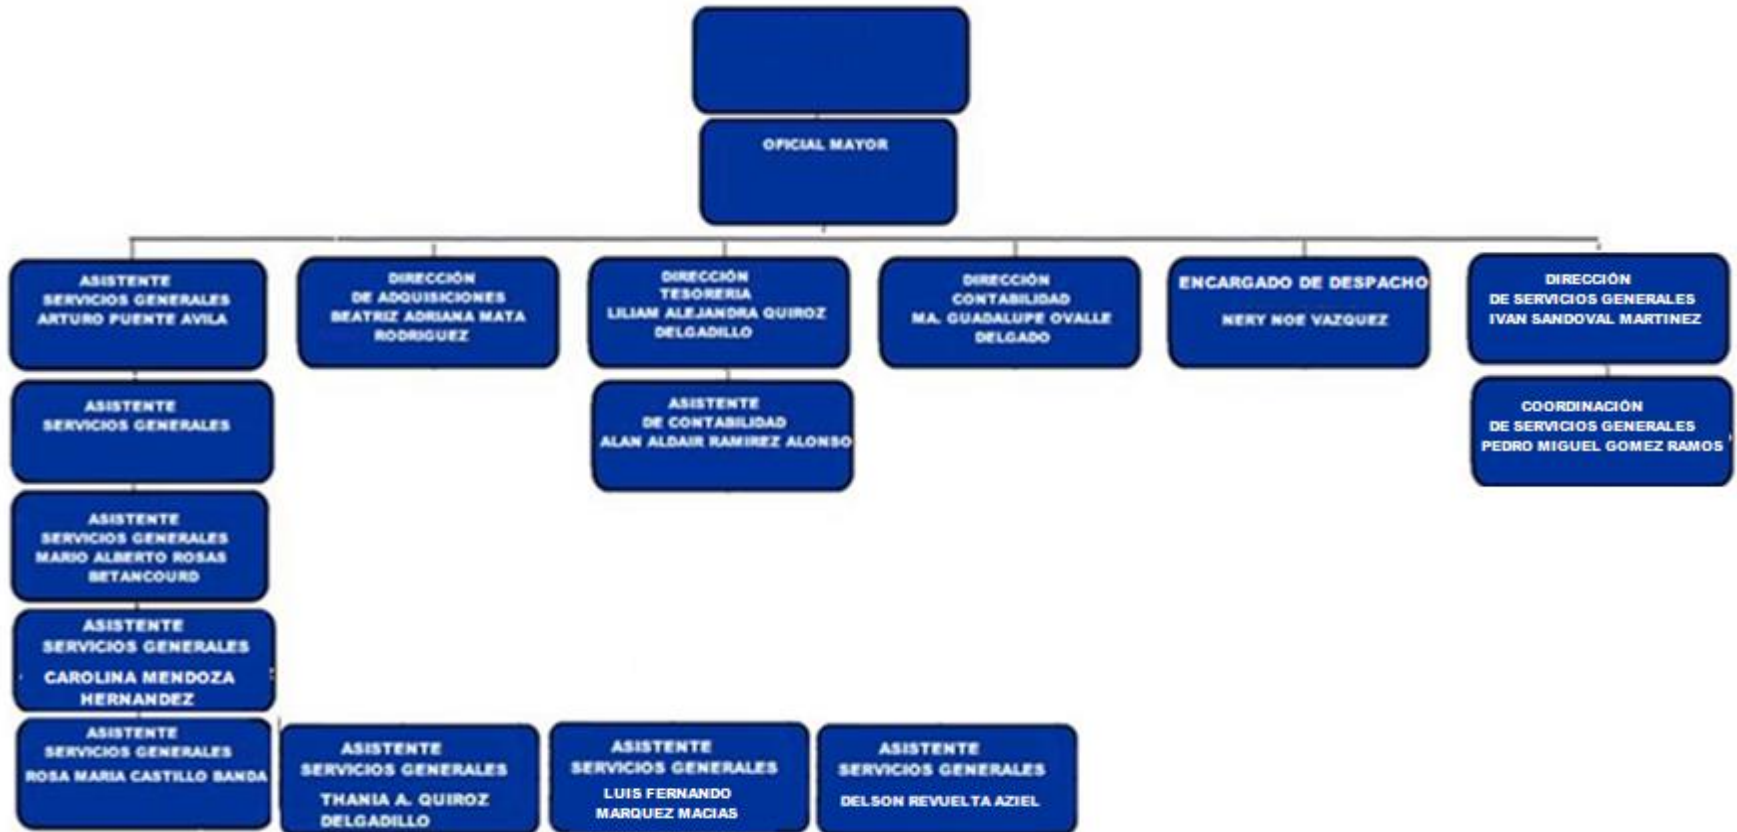 OFICIAL MAYOR
ASISTENTE
SERVICIOS GENERALES
ARTURO PUENTE AVILA
DIRECCIÓN
DE ADQUISICIONES
BEATRIZ ADRIANA MATA
RODRIGUEZ
DIRECCIÓN
TESORERIA
LILIAM ALEJANDRA QUIROZ
DELGADILLO
DIRECCIÓN
CONTABILIDAD
MA. GUADALUPE OVALLE
DELGADO
ENCARGADO DE DESPACHO
NERY NOE VAZQUEZ
DIRECCIÓN
DE SERVICIOS GENERALES
IVAN SANDOVAL MARTINEZ
ASISTENTE
SERVICIOS GENERALES
ASISTENTE
DE CONTABILIDAD
ALAN ALDAIR RAMIREZ ALONSO
COORDINACIÓN
DE SERVICIOS GENERALES
PEDRO MIGUEL GOMEZ RAMOS
ASISTENTE
SERVICIOS GENERALES
MARIO ALBERTO ROSAS
BETANCOURD
ASISTENTE
SERVICIOS GENERALES
CAROLINA MENDOZA
HERNANDEZ
ASISTENTE
SERVICIOS GENERALES
ROSA MARIA CASTILLO BANDA
ASISTENTE
SERVICIOS GENERALES
THANIA A. QUIROZ
DELGADILLO
ASISTENTE
SERVICIOS GENERALES
LUIS FERNANDO
MARQUEZ MACIAS
ASISTENTE
SERVICIOS GENERALES
DELSON REVUELTA AZIEL